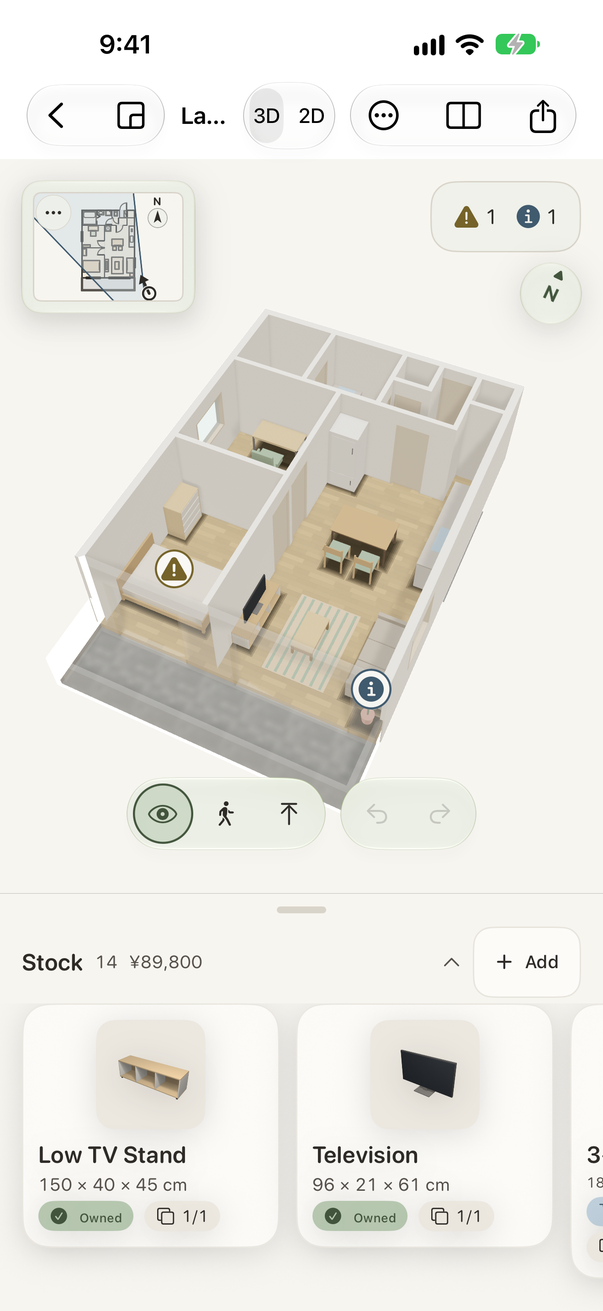 9:41
La...
3D
2D
N
1
1
N
Stock 14 ¥89,800
Add
Low TV Stand
150 × 40 × 45 cm
Owned
1/1
Television
96 × 21 × 61 cm
Owned
1/1
3-
18